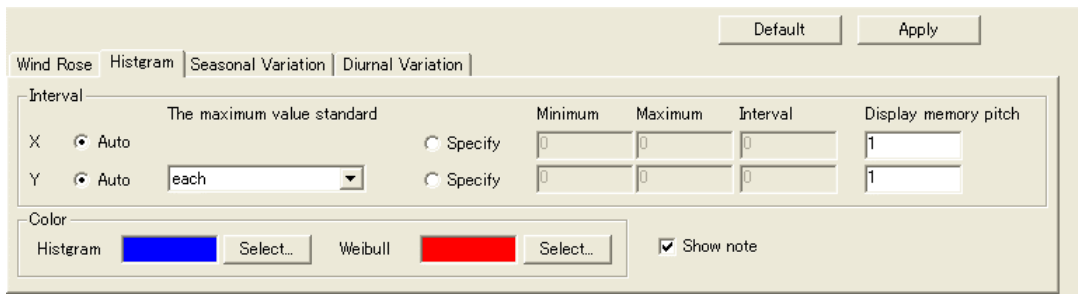 Default Apply
Wind Rose Histgram Seasonal Variation Diurnal Variation
Interval
The maximum value standard Minimum Maximum Interval Display memory pitch
X Auto Specify 0 0 0 1
Y Auto each Specify 0 0 0 1
Color
Histgram Select... Weibull Select... Show note